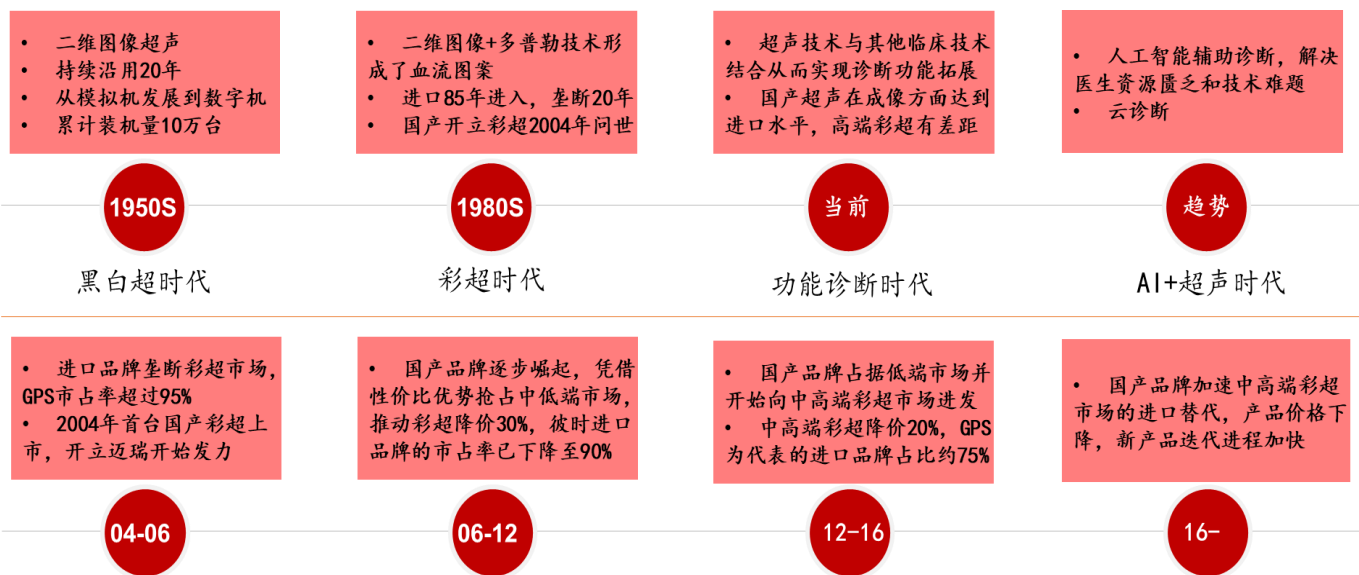 • 二维图像超声
• 持续沿用20年
• 从模拟机发展到数字机
• 累计装机量10万台
• 二维图像+多普勒技术形
成了血流图案
• 进口85年进入，垄断20年
• 国产开立彩超2004年问世
• 超声技术与其他临床技术
结合从而实现诊断功能拓展
• 国产超声在成像方面达到
进口水平，高端彩超有差距
• 人工智能辅助诊断，解决
医生资源匮乏和技术难题
• 云诊断
1950S
1980S
当前
趋势
黑白超时代
彩超时代
功能诊断时代
AI+超声时代
• 进口品牌垄断彩超市场，
GPS市占率超过95%
• 2004年首台国产彩超上
市，开立迈瑞开始发力
• 国产品牌逐步崛起，凭借
性价比优势抢占中低端市场，
推动彩超降价30%，彼时进口
品牌的市占率已下降至90%
• 国产品牌占据低端市场并
开始向中高端彩超市场进发
• 中高端彩超降价20%，GPS
为代表的进口品牌占比约75%
• 国产品牌加速中高端彩超
市场的进口替代，产品价格下
降，新产品迭代进程加快
04-06
06-12
12-16
16-